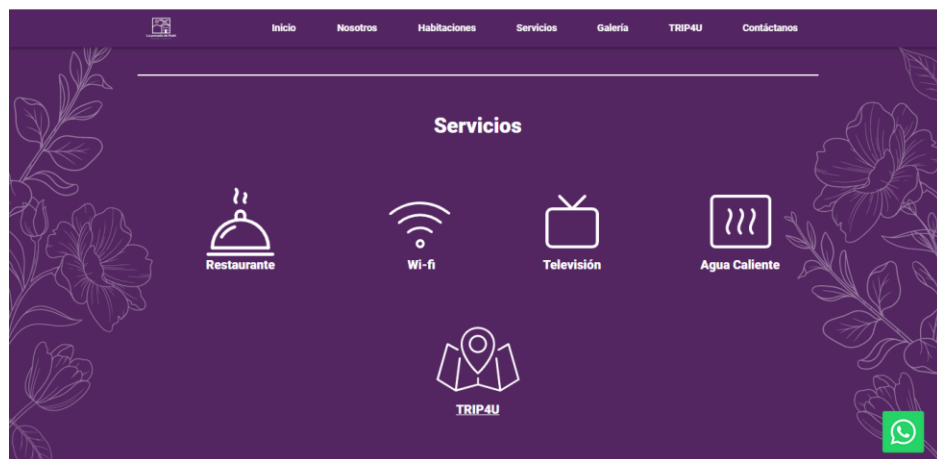 Inicio Nosotros Habitaciones Servicios Galería TRIP4U Contáctanos
Servicios
Restaurante Wi-fi Televisión Agua Caliente
TRIP4U